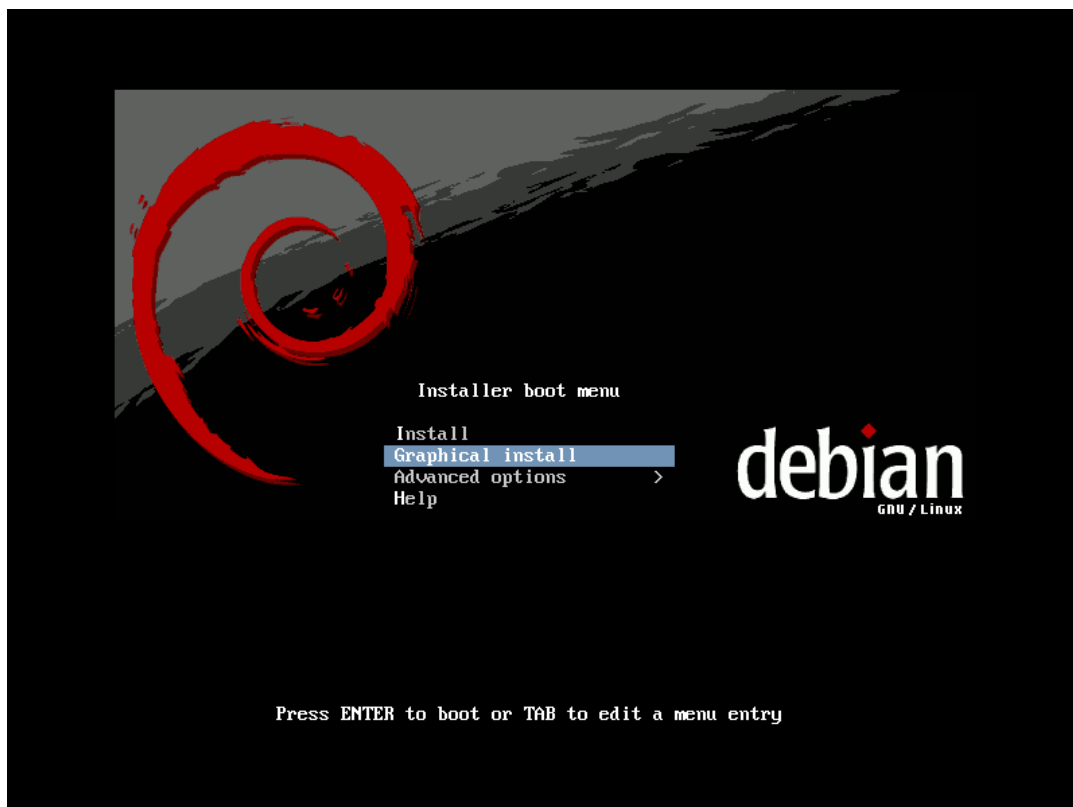 Installer boot menu
Install
Graphical install
Advanced options >
Help
debian
GNU/Linux
Press ENTER to boot or TAB to edit a menu entry